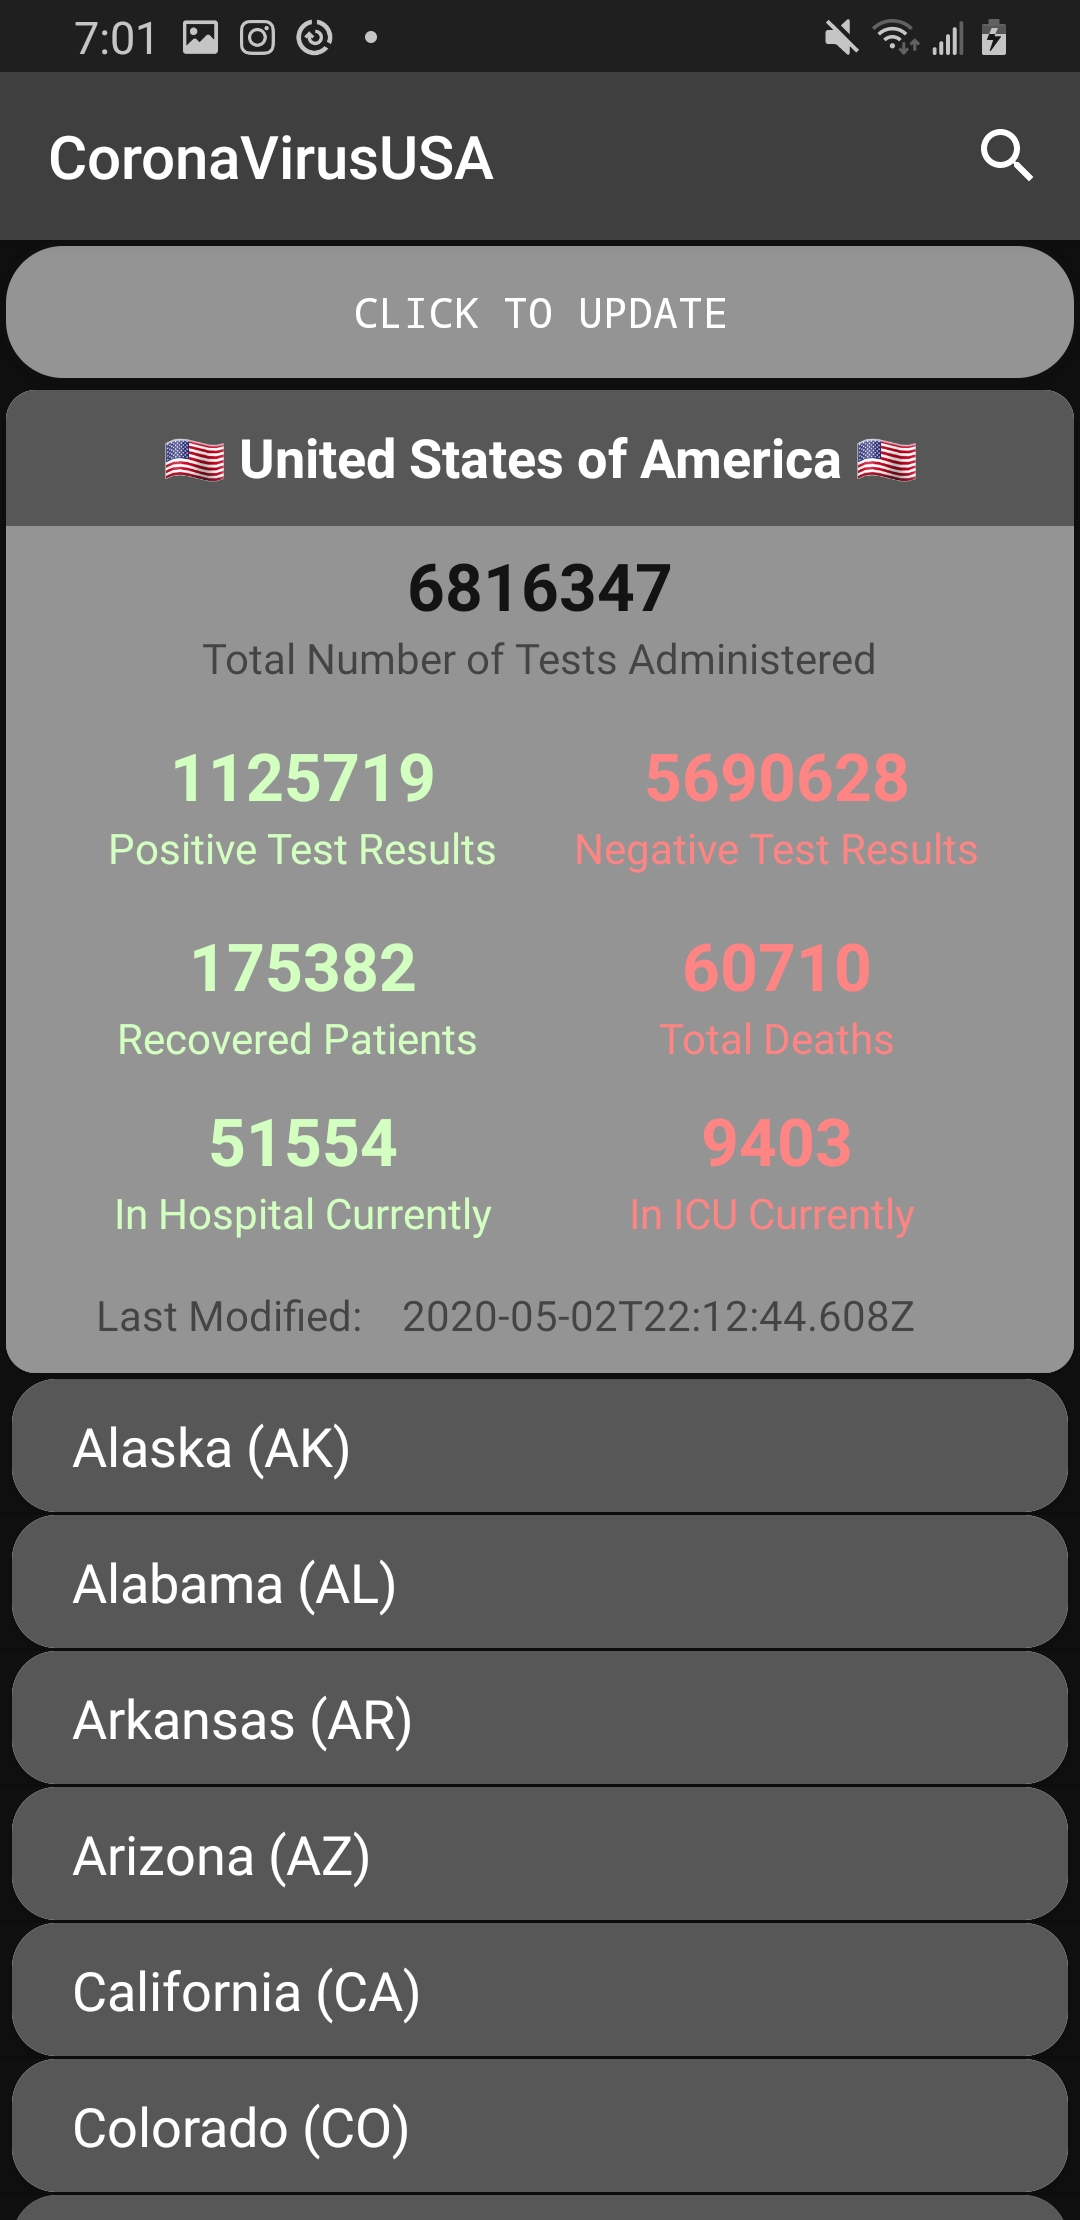 7:01
CoronaVirusUSA
CLICK TO UPDATE
🇺🇸 United States of America 🇺🇸
6816347
Total Number of Tests Administered
1125719 5690628
Positive Test Results Negative Test Results
175382 60710
Recovered Patients Total Deaths
51554 9403
In Hospital Currently In ICU Currently
Last Modified: 2020-05-02T22:12:44.608Z
Alaska (AK)
Alabama (AL)
Arkansas (AR)
Arizona (AZ)
California (CA)
Colorado (CO)